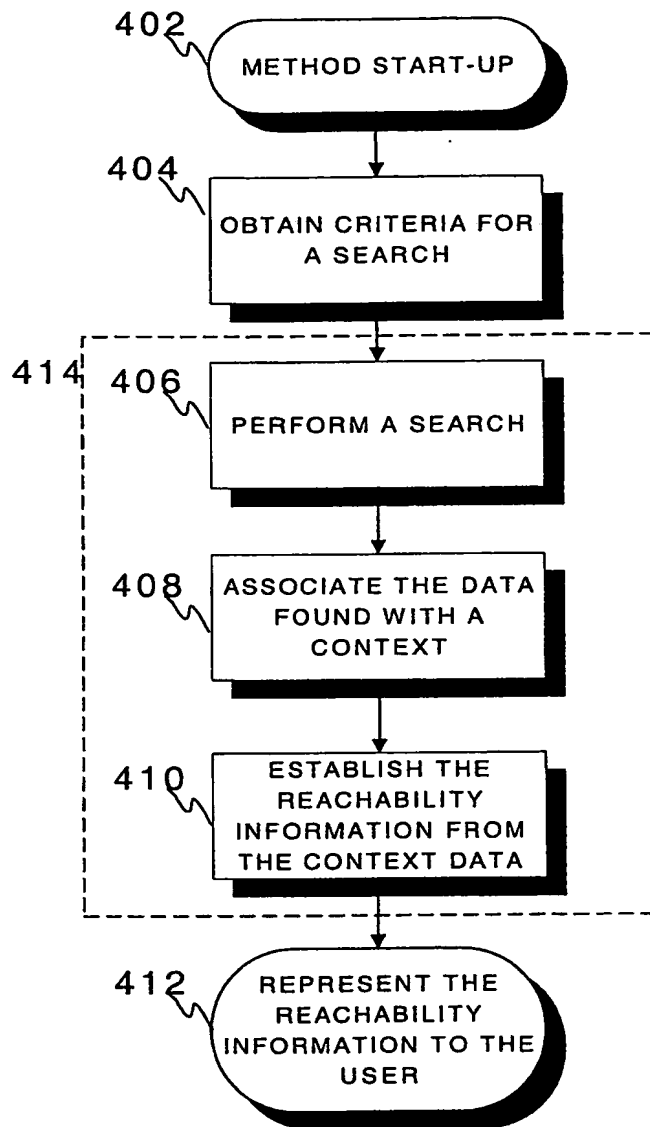 402
METHOD START-UP
404
OBTAIN CRITERIA FOR
A SEARCH
414
406
PERFORM A SEARCH
408
ASSOCIATE THE DATA
FOUND WITH A
CONTEXT
410
ESTABLISH THE
REACHABILITY
INFORMATION FROM
THE CONTEXT DATA
412
REPRESENT THE
REACHABILITY
INFORMATION TO THE
USER